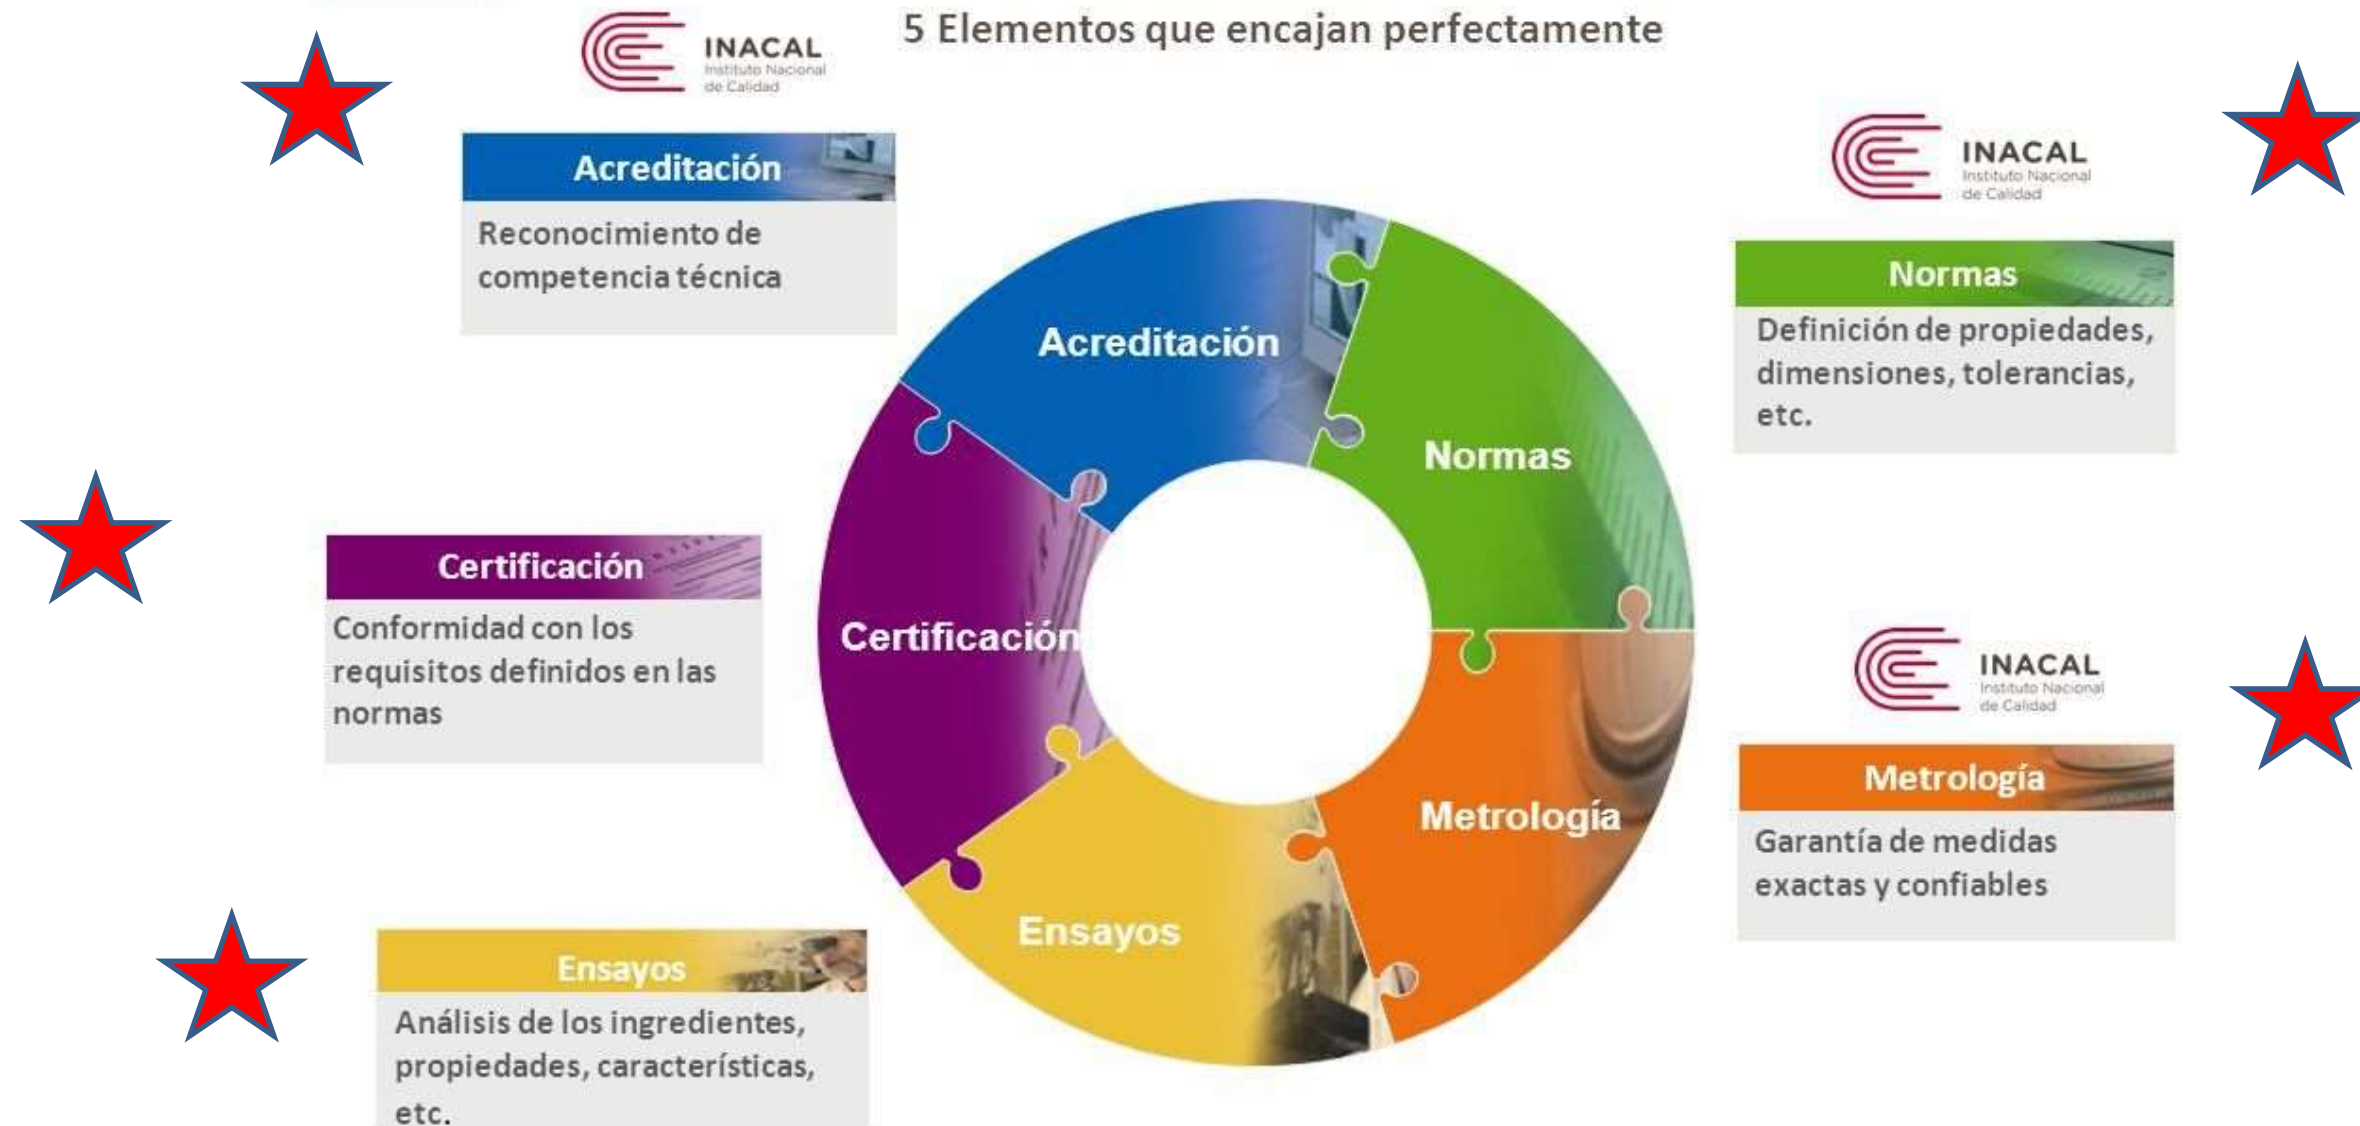 5 Elementos que encajan perfectamente
INACAL
Instituto Nacional
de Calidad
Acreditación
Reconocimiento de
competencia técnica
INACAL
Instituto Nacional
de Calidad
Normas
Definición de propiedades,
dimensiones, tolerancias,
etc.
Acreditación
Normas
Certificación
Conformidad con los
requisitos definidos en las
normas
Certificación
INACAL
Instituto Nacional
de Calidad
Metrología
Garantía de medidas
exactas y confiables
Metrología
Ensayos
Ensayos
Análisis de los ingredientes,
propiedades, características,
etc.